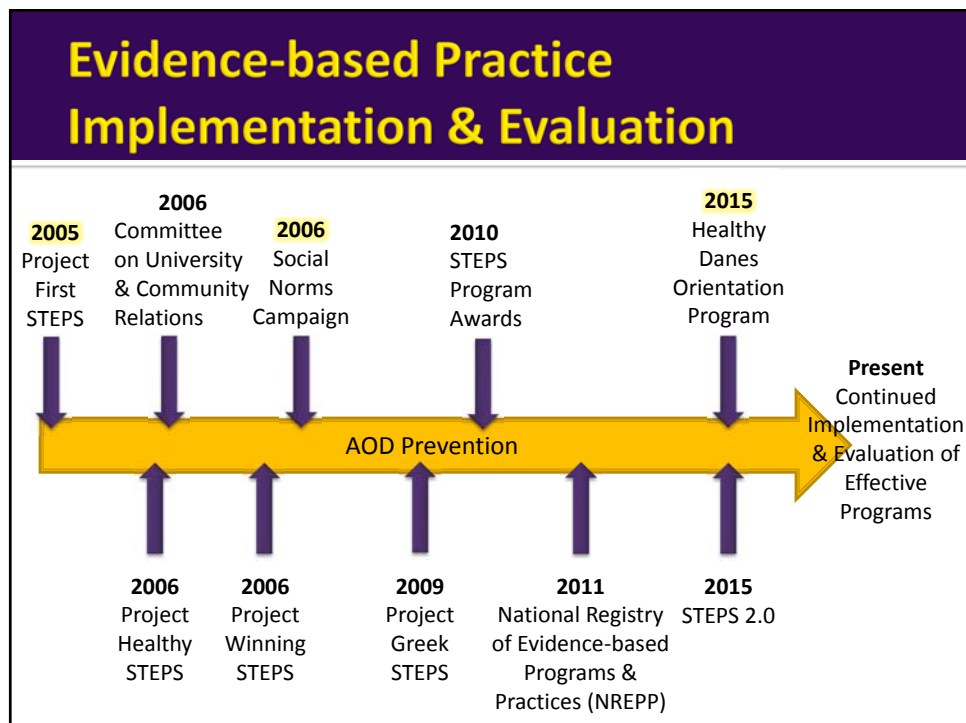 Evidence-based Practice
Implementation & Evaluation
2005
Project
First
STEPS
2006
Committee
on University
& Community
Relations
2006
Social
Norms
Campaign
2010
STEPS
Program
Awards
2015
Healthy
Danes
Orientation
Program
Present
Continued
Implementation
& Evaluation of
Effective
Programs
AOD Prevention
2006
Project
Healthy
STEPS
2006
Project
Winning
STEPS
2009
Project
Greek
STEPS
2011
National Registry
of Evidence-based
Programs &
Practices (NREPP)
2015
STEPS 2.0